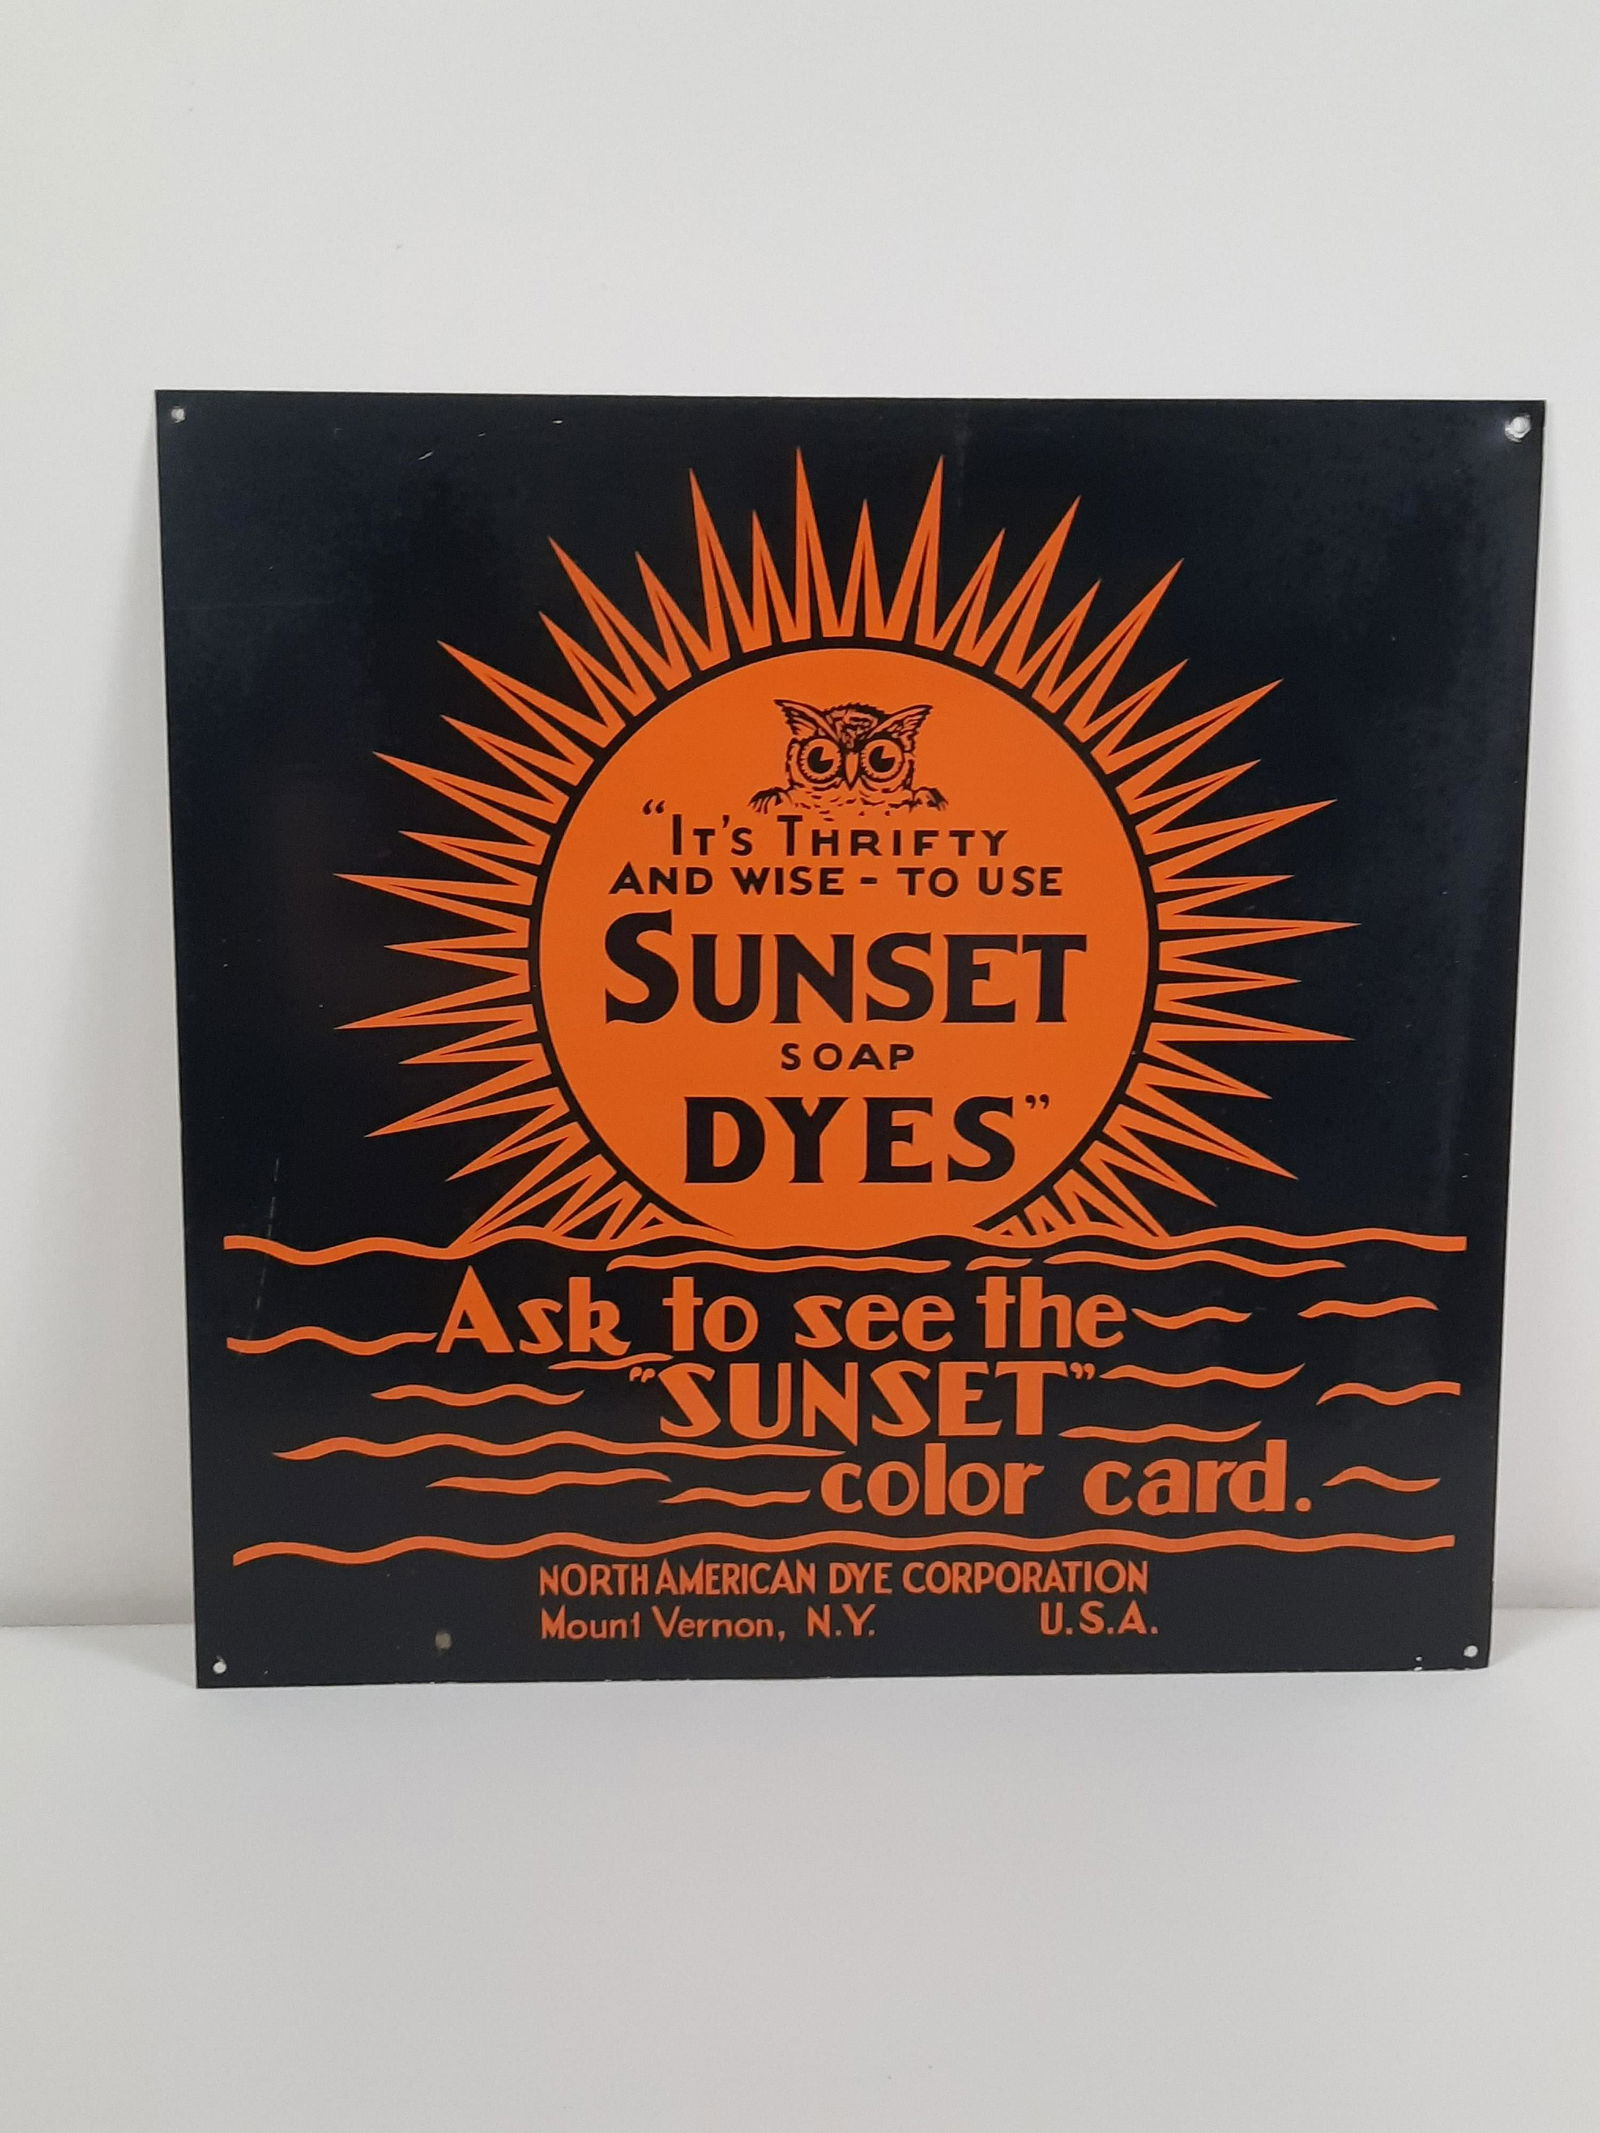 “It's Thrifty
and wise - to use
Sunset
SOAP
DYES”
Ask to see the
“SUNSET”
color card.
NORTH AMERICAN DYE CORPORATION
Mount Vernon, N.Y. U.S.A.